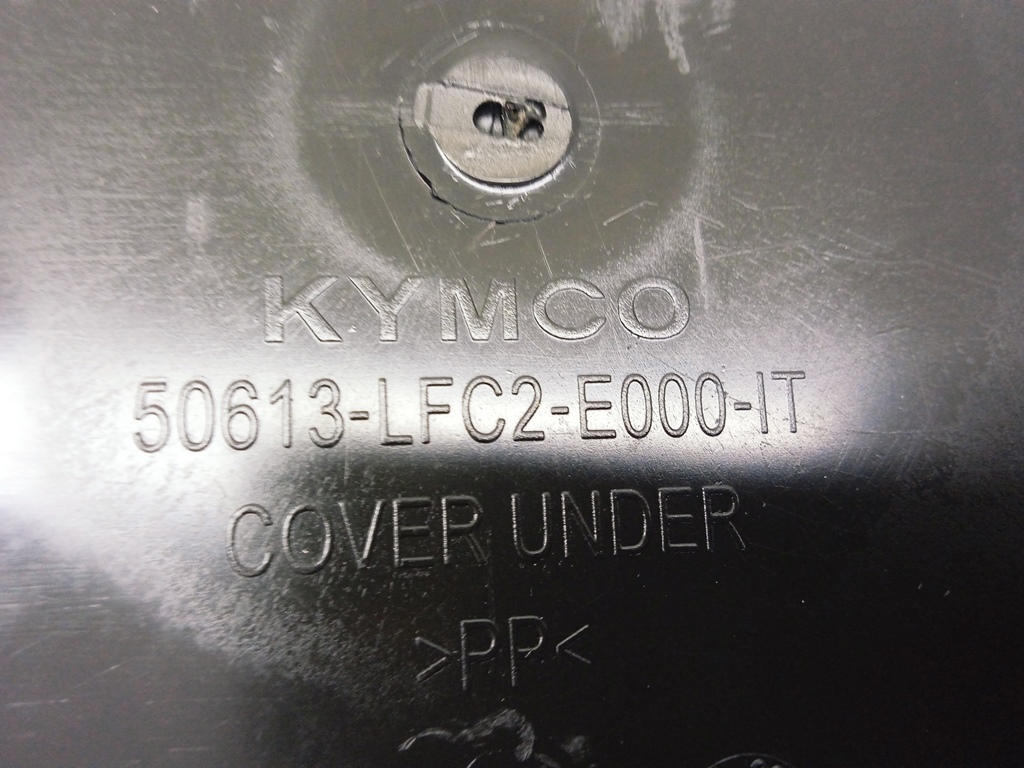 KYMCO
50613-LFC2-E000-IT
COVER UNDER
>PP<